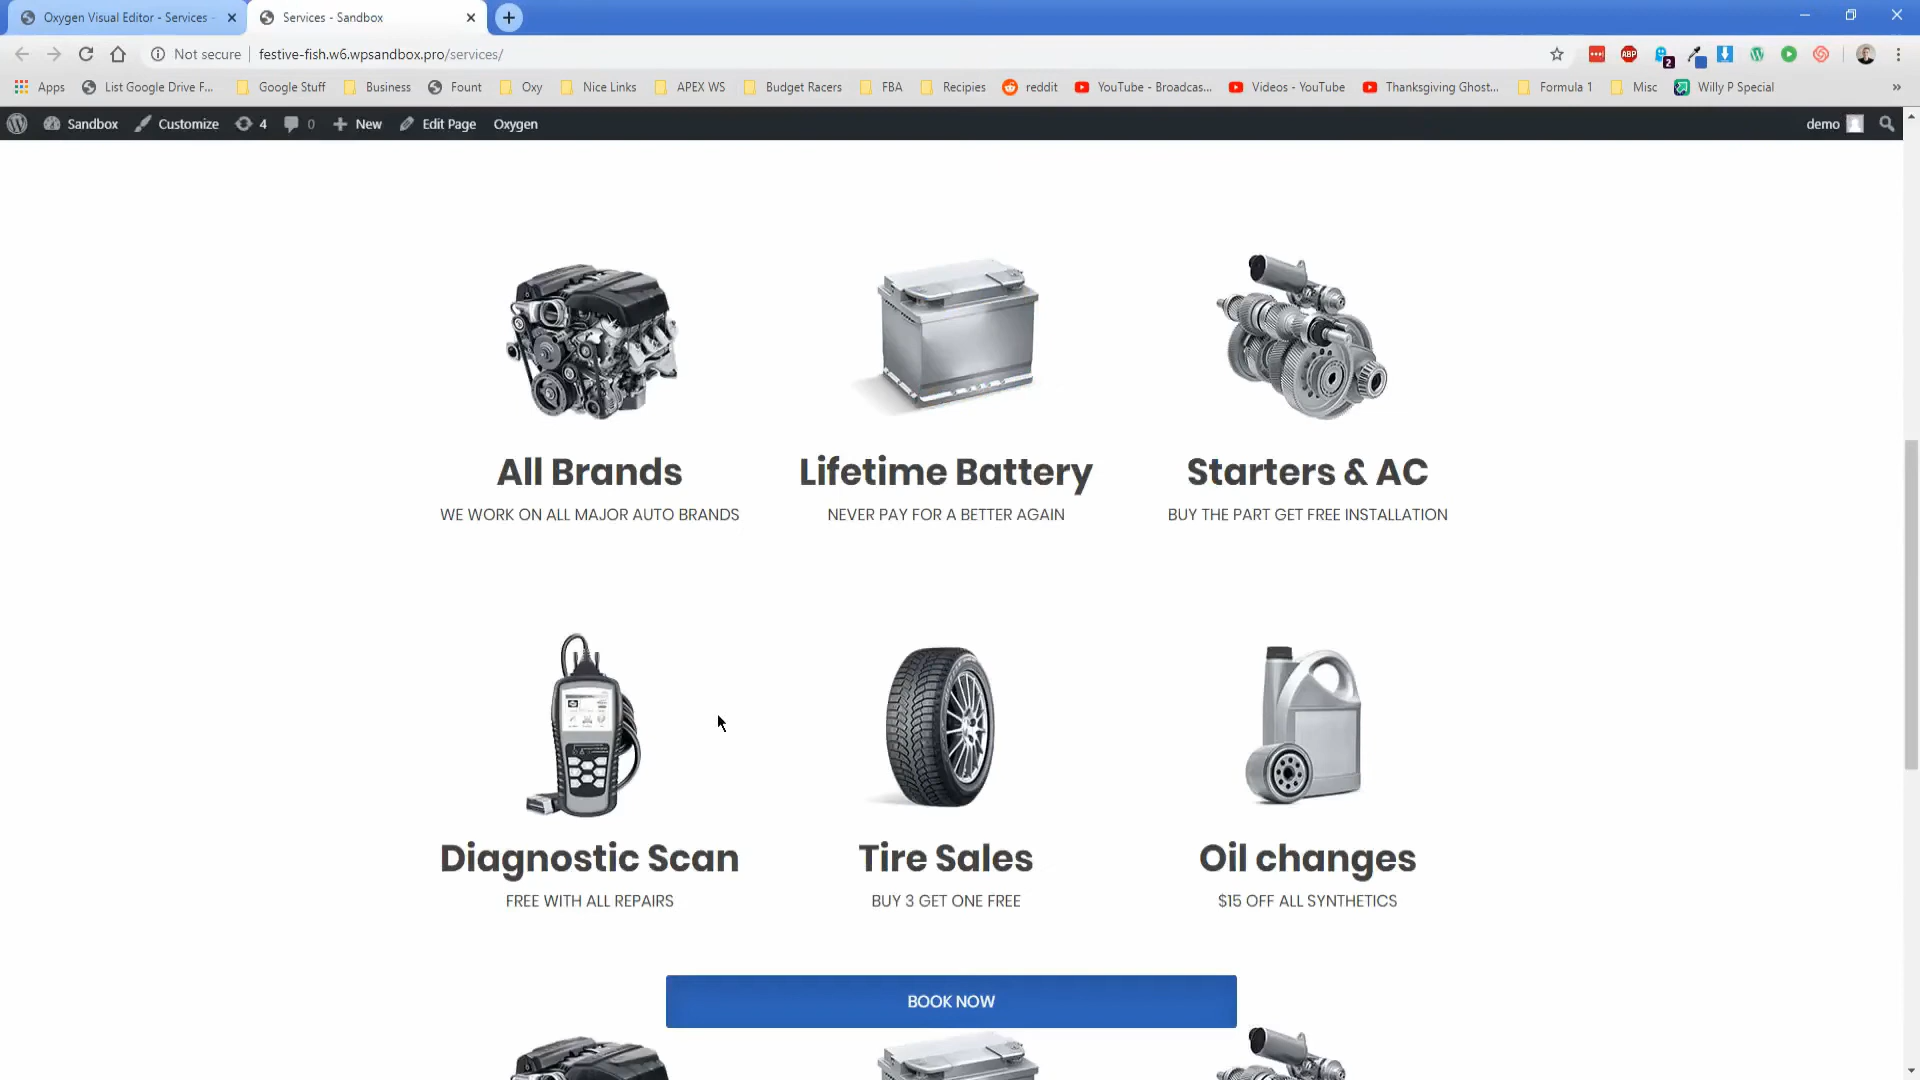 Oxygen Visual Editor - Services -
Services - Sandbox
Not secure
festive-fish.w6.wpsandbox.pro/services/
ABP
2
Apps
List Google Drive F...
Google Stuff
Business
Fount
Oxy
Nice Links
APEX WS
Budget Racers
FBA
Recipies
reddit
YouTube - Broadcas...
Videos - YouTube
Thanksgiving Ghost...
Formula 1
Misc
Willy P Special
»
Sandbox
Customize
4
0
New
Edit Page
Oxygen
demo
All Brands
Lifetime Battery
Starters & AC
WE WORK ON ALL MAJOR AUTO BRANDS
NEVER PAY FOR A BETTER AGAIN
BUY THE PART GET FREE INSTALLATION
Diagnostic Scan
Tire Sales
Oil changes
FREE WITH ALL REPAIRS
BUY 3 GET ONE FREE
$15 OFF ALL SYNTHETICS
BOOK NOW